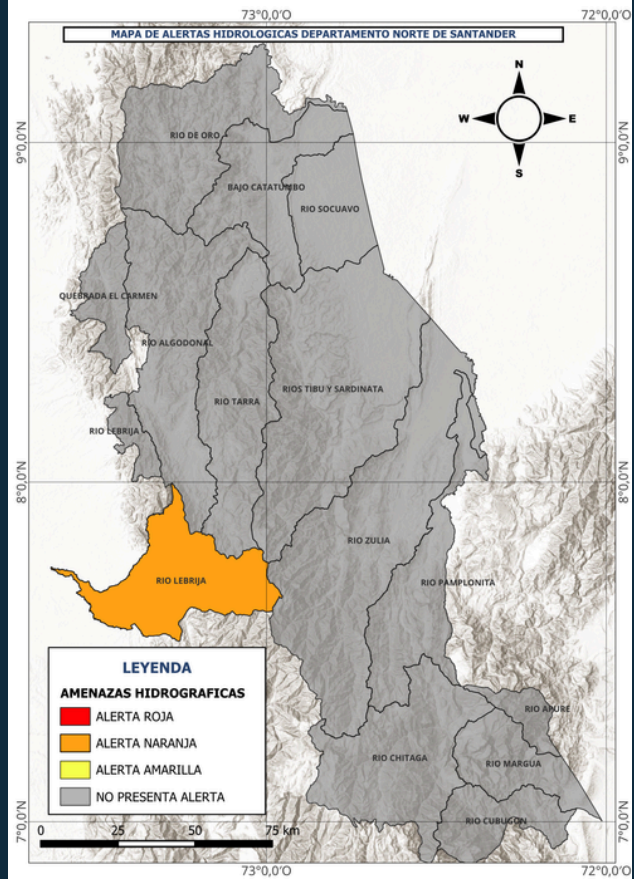 73°0,0'O
72°0,0'O
MAPA DE ALERTAS HIDROLOGICAS DEPARTAMENTO NORTE DE SANTANDER
N
W
E
S
9°0,0'N
9°0,0'N
RIO DE ORO
BAJO CATATUMBO
RIO SOCUAVO
QUEBRADA EL CARMEN
RIO ALGODONAL
RIOS TIBU Y SARDINATA
RIO TARRA
RIO LEBRIJA
8°0,0'N
8°0,0'N
RIO ZULIA
RIO LEBRIJA
RIO PAMPLONITA
LEYENDA
AMENAZAS HIDROGRAFICAS
ALERTA ROJA
ALERTA NARANJA
ALERTA AMARILLA
NO PRESENTA ALERTA
RIO APURE
RIO CHITAGA
RIO MARGUA
RIO CUBUGON
7°0,0'N
7°0,0'N
0 25 50 75 km
73°0,0'O
72°0,0'O